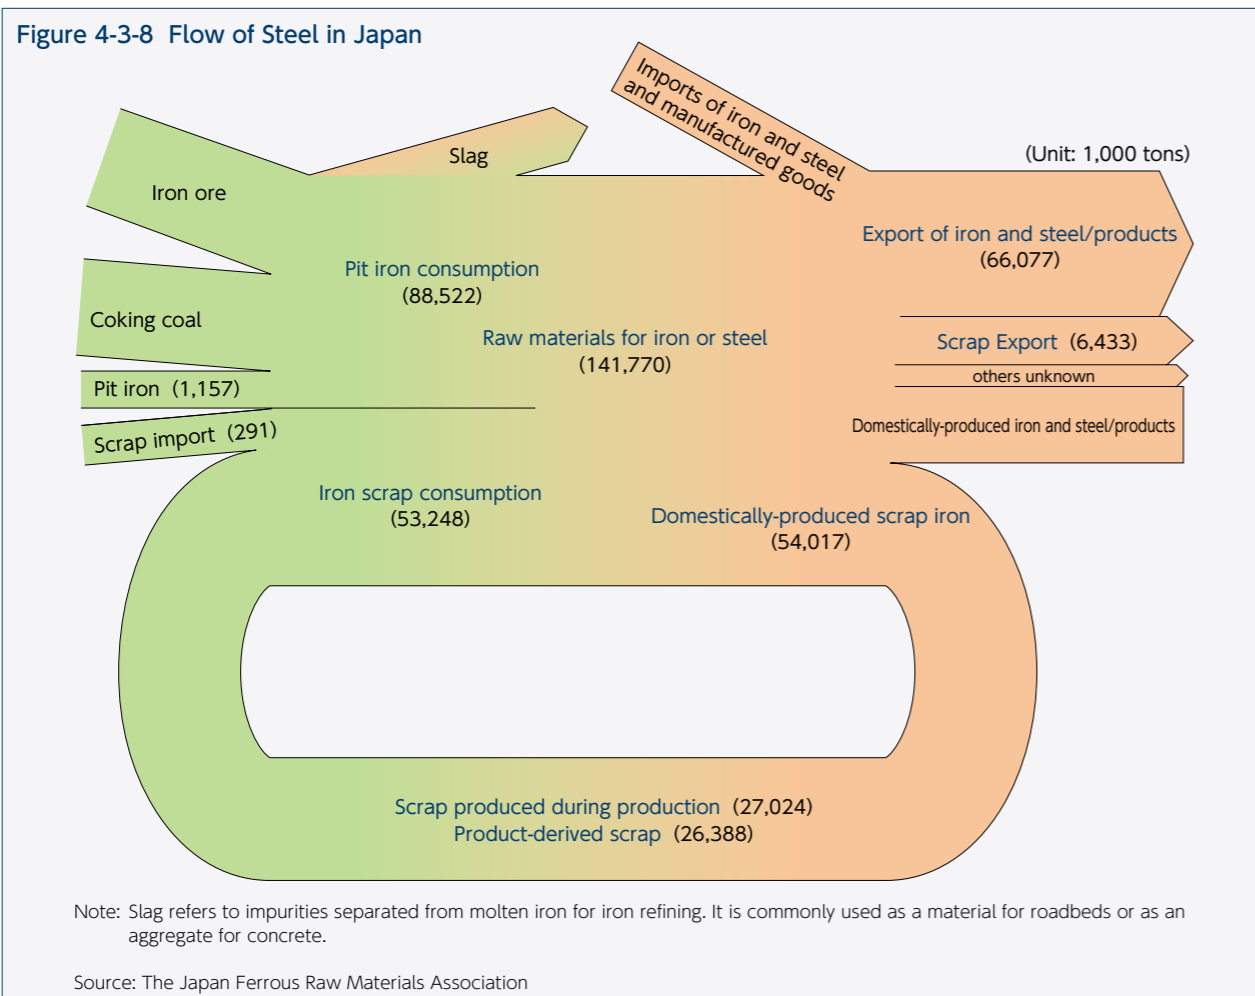 Figure 4-3-8 Flow of Steel in Japan
Imports of iron and steel
and manufactured goods
(Unit: 1,000 tons)
Slag
Iron ore
Export of iron and steel/products
(66,077)
Pit iron consumption
(88,522)
Coking coal
Raw materials for iron or steel
(141,770)
Scrap Export (6,433)
others unknown
Pit iron (1,157)
Domestically-produced iron and steel/products
Scrap import (291)
Iron scrap consumption
(53,248)
Domestically-produced scrap iron
(54,017)
Scrap produced during production (27,024)
Product-derived scrap (26,388)
Note: Slag refers to impurities separated from molten iron for iron refining. It is commonly used as a material for roadbeds or as an
aggregate for concrete.
Source: The Japan Ferrous Raw Materials Association